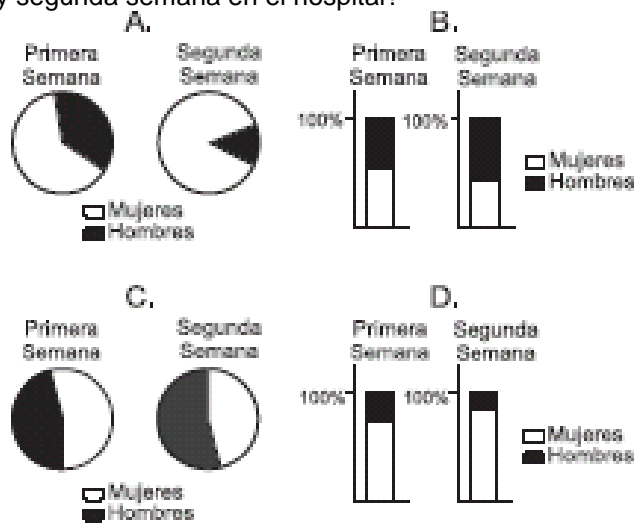 y segunda semana en el hospital?
A.
Primera
Semana
Segunda
Semana
Mujeres
Hombres
B.
Primera
Semana
Segunda
Semana
100%
100%
Mujeres
Hombres
C.
Primera
Semana
Segunda
Semana
Mujeres
Hombres
D.
Primera
Semana
Segunda
Semana
100%
100%
Mujeres
Hombres